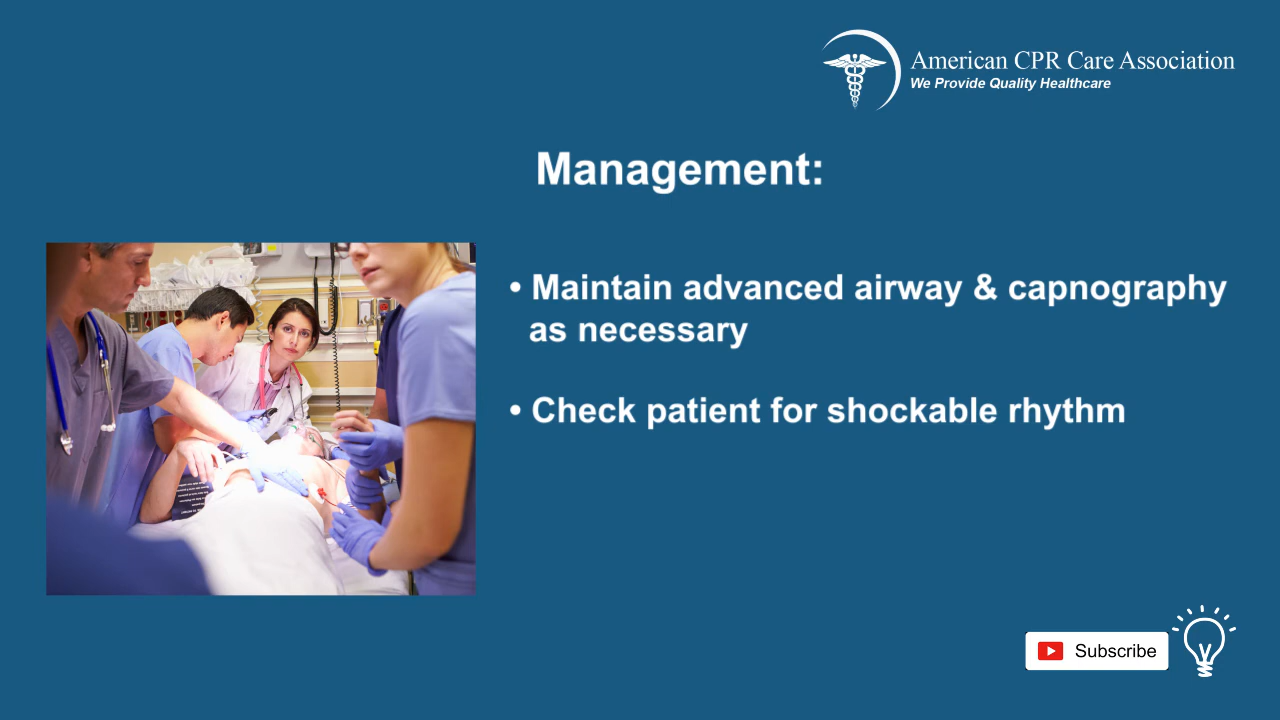 American CPR Care Association
We Provide Quality Healthcare
Management:
• Maintain advanced airway & capnography
as necessary
• Check patient for shockable rhythm
Subscribe